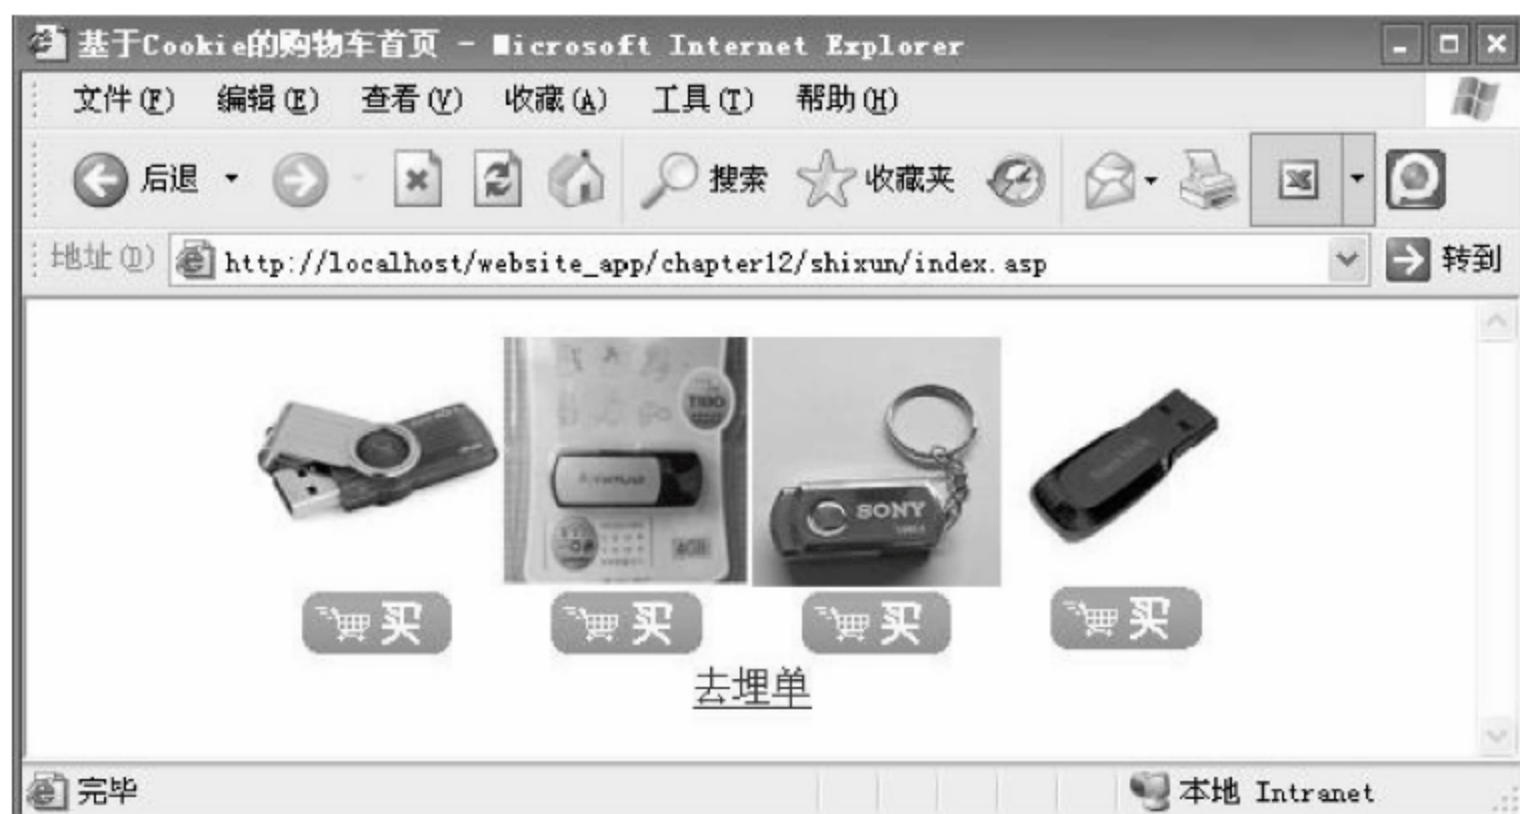 基于Cookie的购物车首页 - Microsoft Internet Explorer
文件(F) 编辑(E) 查看(V) 收藏(A) 工具(T) 帮助(H)
后退 搜索 收藏夹
地址(D) http://localhost/website_app/chapter12/shixun/index.asp 转到
TRIO
SONY
4GB
买 买 买 买
去埋单
完毕 本地 Intranet